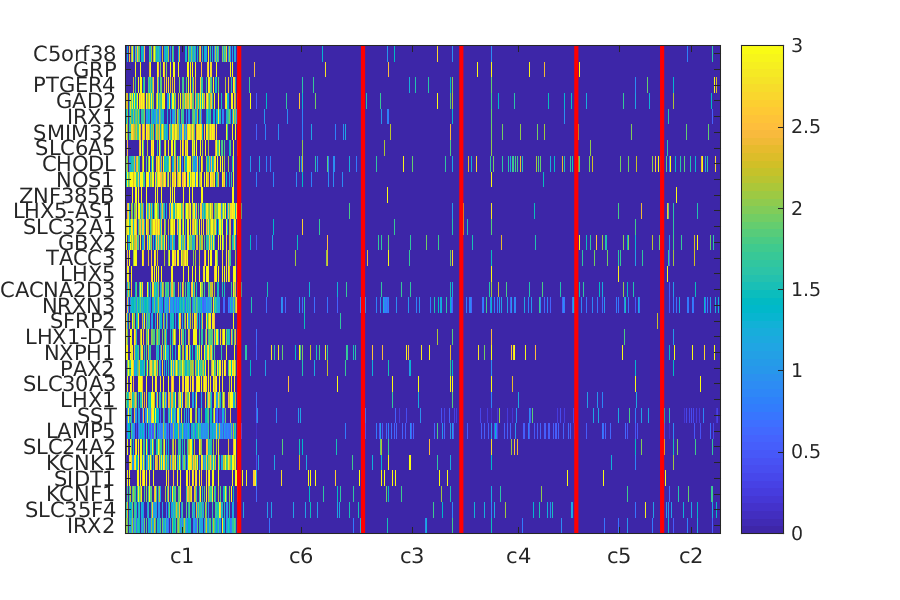 C5orf38
GRP
PTGER4
GAD2
IRX1
SMIM32
SLC6A5
CHODL
NOS1
ZNF385B
LHX5-AS1
SLC32A1
GBX2
TACC3
LHX5
CACNA2D3
NRXN3
SFRP2
LHX1-DT
NXPH1
PAX2
SLC30A3
LHX1
SST
LAMP5
SLC24A2
KCNK1
SIDT1
KCNF1
SLC35F4
IRX2
c1 c6 c3 c4 c5 c2
3
2.5
2
1.5
1
0.5
0